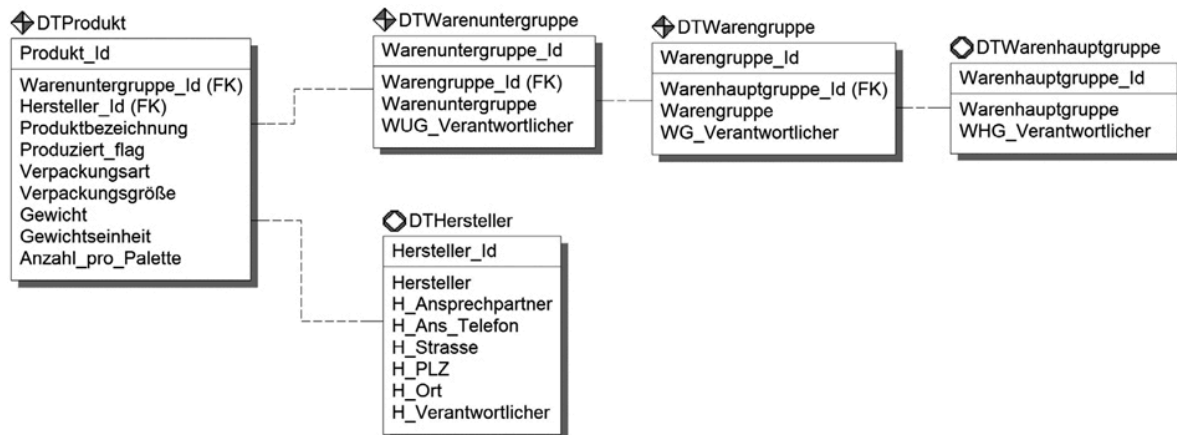 DTProdukt
Produkt_Id
Warenuntergruppe_Id (FK)
Hersteller_Id (FK)
Produktbezeichnung
Produziert_flag
Verpackungsart
Verpackungsgröße
Gewicht
Gewichtseinheit
Anzahl_pro_Palette
DTWarenuntergruppe
Warenuntergruppe_Id
Warengruppe_Id (FK)
Warenuntergruppe
WUG_Verantwortlicher
DTWarengruppe
Warengruppe_Id
Warenhauptgruppe_Id (FK)
Warengruppe
WG_Verantwortlicher
DTWarenhauptgruppe
Warenhauptgruppe_Id
Warenhauptgruppe
WHG_Verantwortlicher
DTHersteller
Hersteller_Id
Hersteller
H_Ansprechpartner
H_Ans_Telefon
H_Strasse
H_PLZ
H_Ort
H_Verantwortlicher